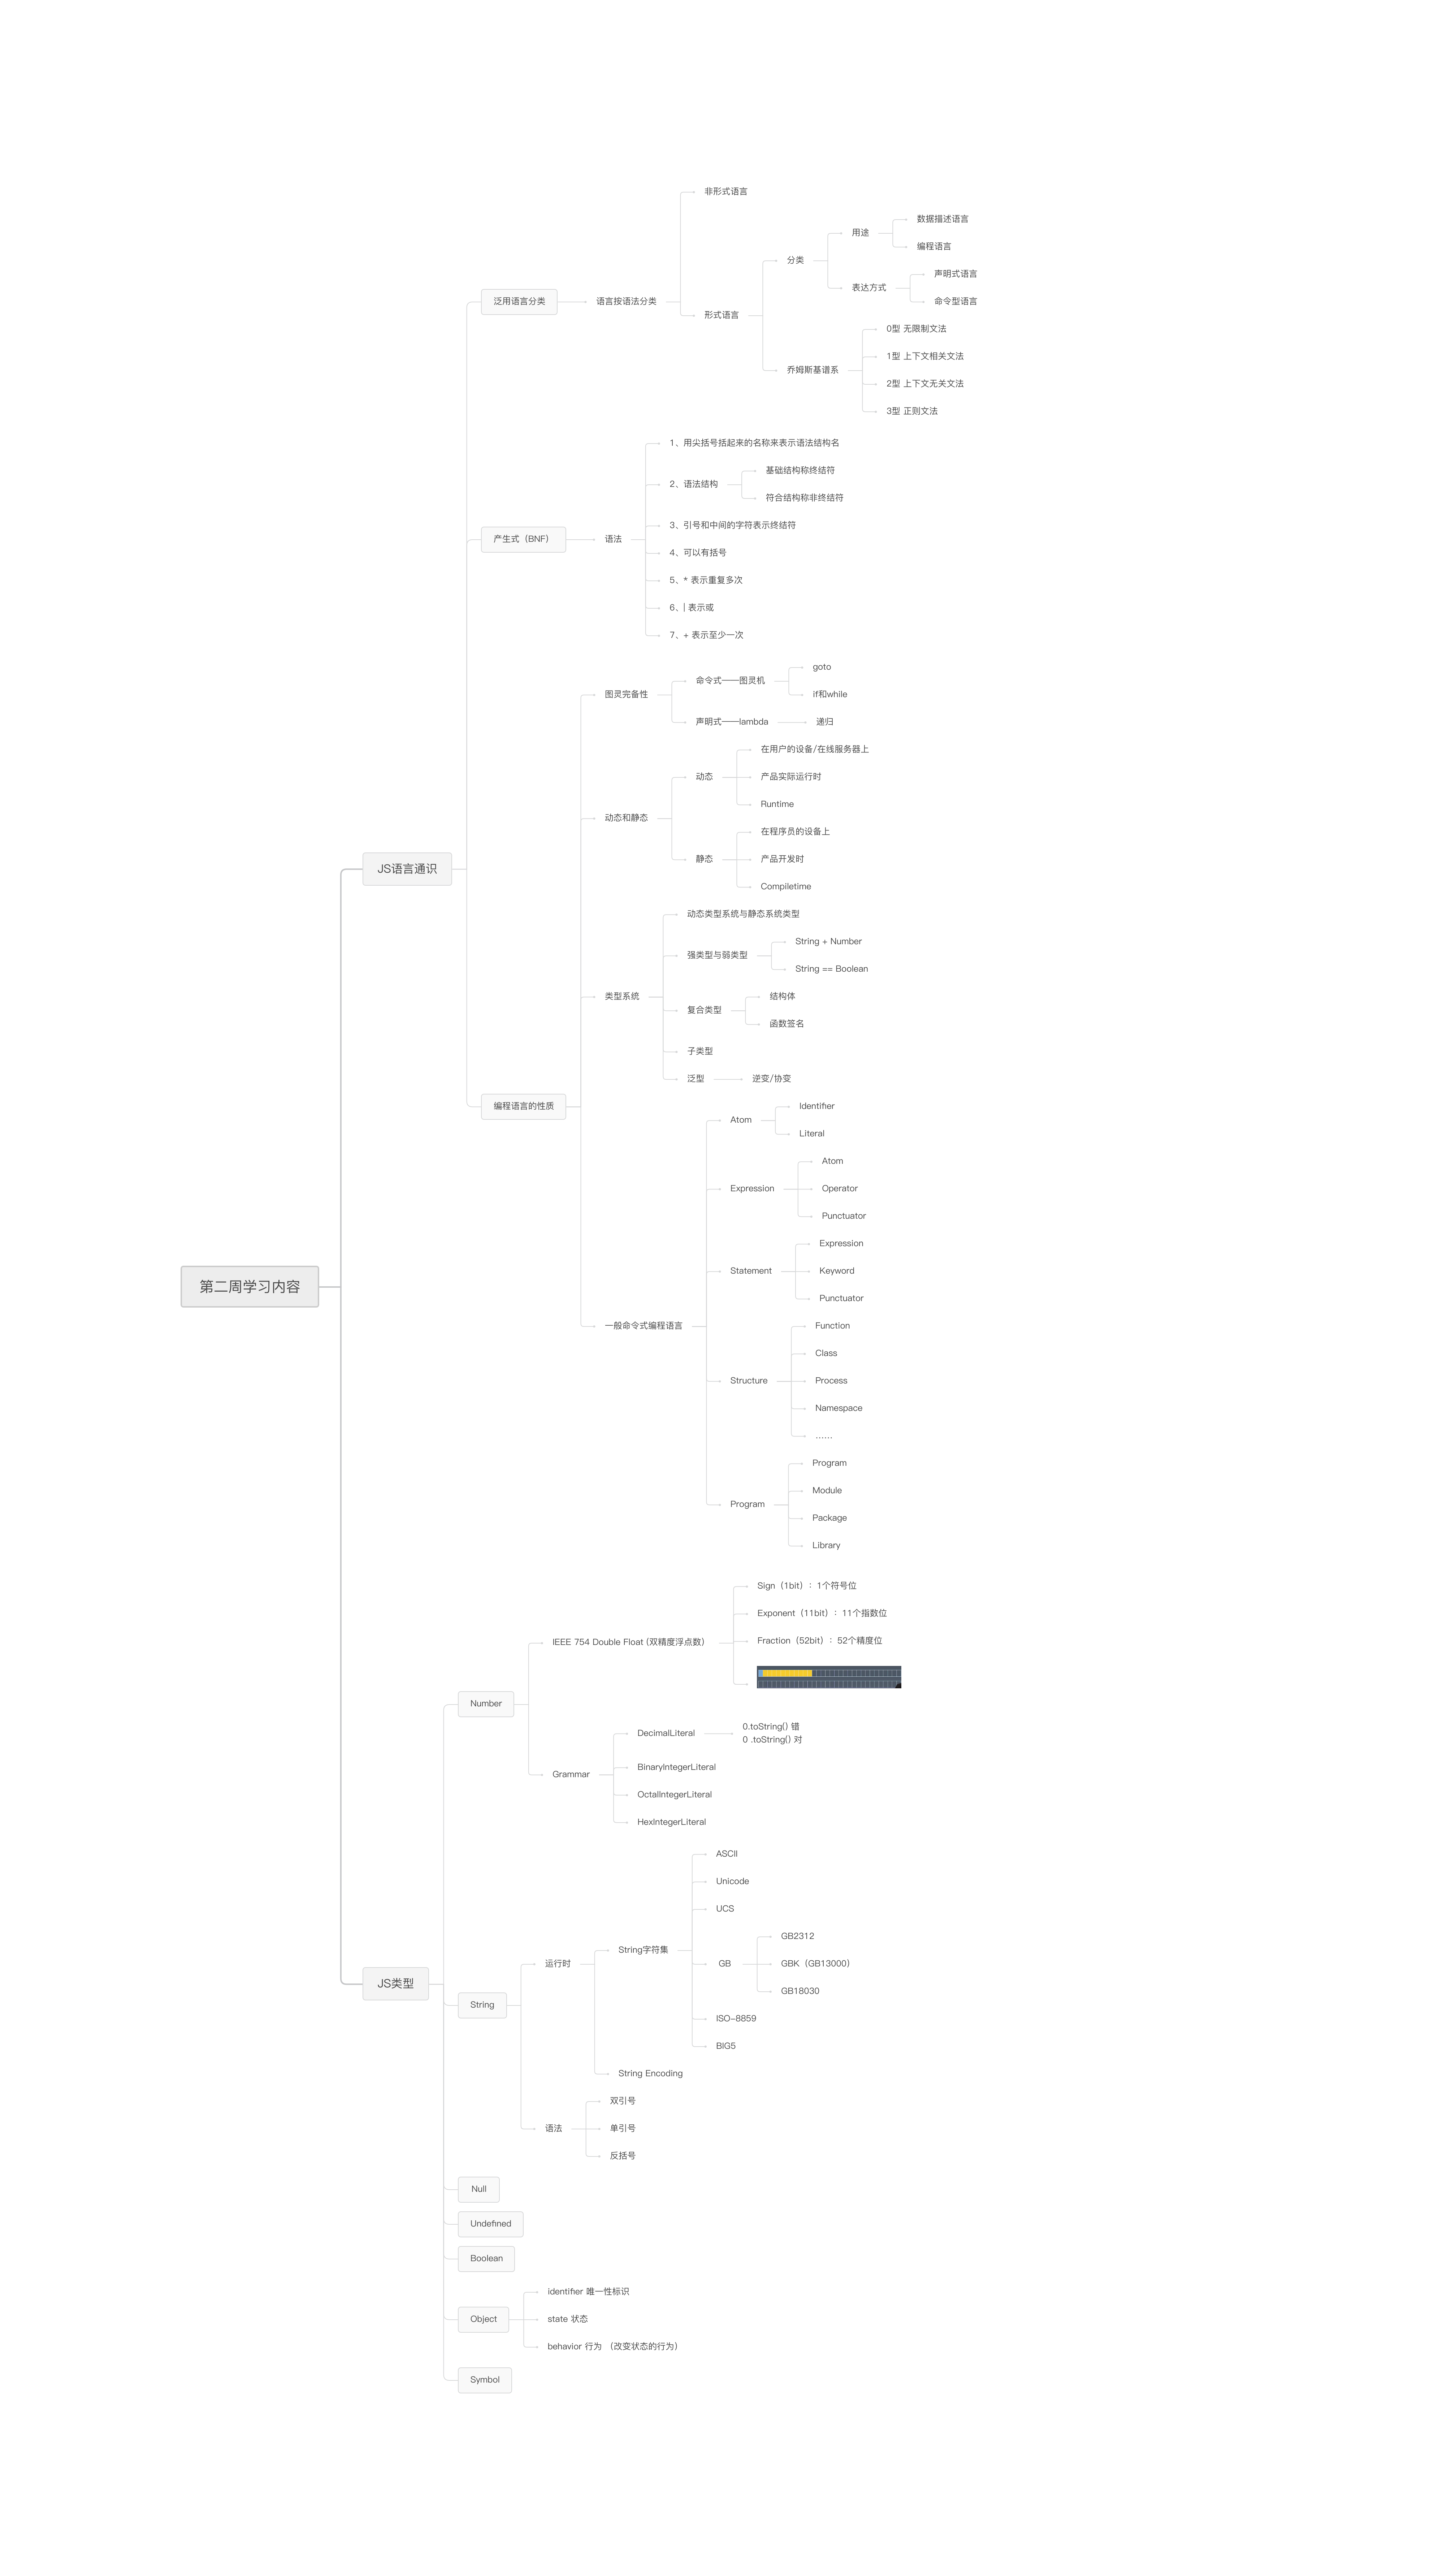 第二周学习内容
JS语言通识
泛用语言分类
语言按语法分类
非形式语言
形式语言
分类
用途
数据描述语言
编程语言
表达方式
声明式语言
命令型语言
乔姆斯基谱系
0型 无限制文法
1型 上下文相关文法
2型 上下文无关文法
3型 正则文法
产生式（BNF）
语法
1、用尖括号括起来的名称来表示语法结构名
2、语法结构
基础结构称终结符
符合结构称非终结符
3、引号和中间的字符表示终结符
4、可以有括号
5、* 表示重复多次
6、| 表示或
7、+ 表示至少一次
编程语言的性质
图灵完备性
命令式——图灵机
goto
if和while
声明式——lambda
递归
动态和静态
动态
在用户的设备/在线服务器上
产品实际运行时
Runtime
静态
在程序员的设备上
产品开发时
Compiletime
类型系统
动态类型系统与静态系统类型
强类型与弱类型
String + Number
String == Boolean
复合类型
结构体
函数签名
子类型
泛型
逆变/协变
一般命令式编程语言
Atom
Identifier
Literal
Expression
Atom
Operator
Punctuator
Statement
Expression
Keyword
Punctuator
Structure
Function
Class
Process
Namespace
……
Program
Program
Module
Package
Library
JS类型
Number
IEEE 754 Double Float (双精度浮点数）
Sign（1bit）：1个符号位
Exponent（11bit）：11个指数位
Fraction（52bit）：52个精度位
Grammar
DecimalLiteral
0.toString() 错
0 .toString() 对
BinaryIntegerLiteral
OctalIntegerLiteral
HexIntegerLiteral
String
运行时
String字符集
ASCII
Unicode
UCS
GB
GB2312
GBK（GB13000）
GB18030
ISO-8859
BIG5
String Encoding
语法
双引号
单引号
反括号
Null
Undefined
Boolean
Object
identifier 唯一性标识
state 状态
behavior 行为 （改变状态的行为）
Symbol